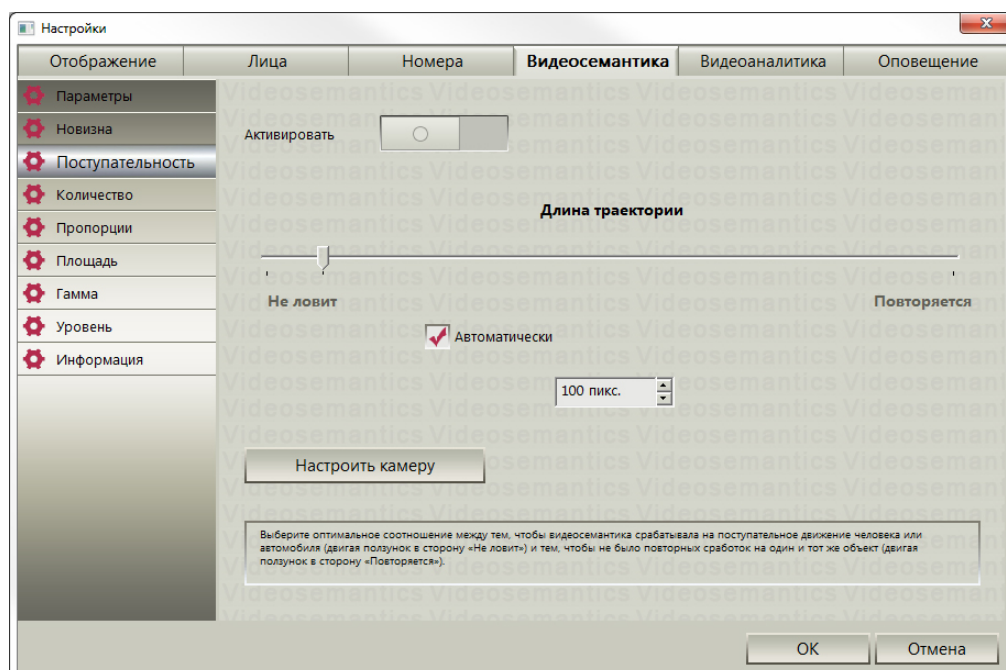 Настройки
Отображение Лица Номера Видеосемантика Видеоаналитика Оповещение
Параметры
Новизна
Поступательность
Количество
Пропорции
Площадь
Гамма
Уровень
Информация
Активировать
Длина траектории
Не ловит Повторяется
Автоматически
100 пикс.
Настроить камеру
Выберите оптимальное соотношение между тем, чтобы видеосемантика срабатывала на поступательное движение человека или
автомобиля (двигая ползунок в сторону «Не ловит») и тем, чтобы не было повторных сработок на один и тот же объект (двигая
ползунок в сторону «Повторяется»).
OK Отмена